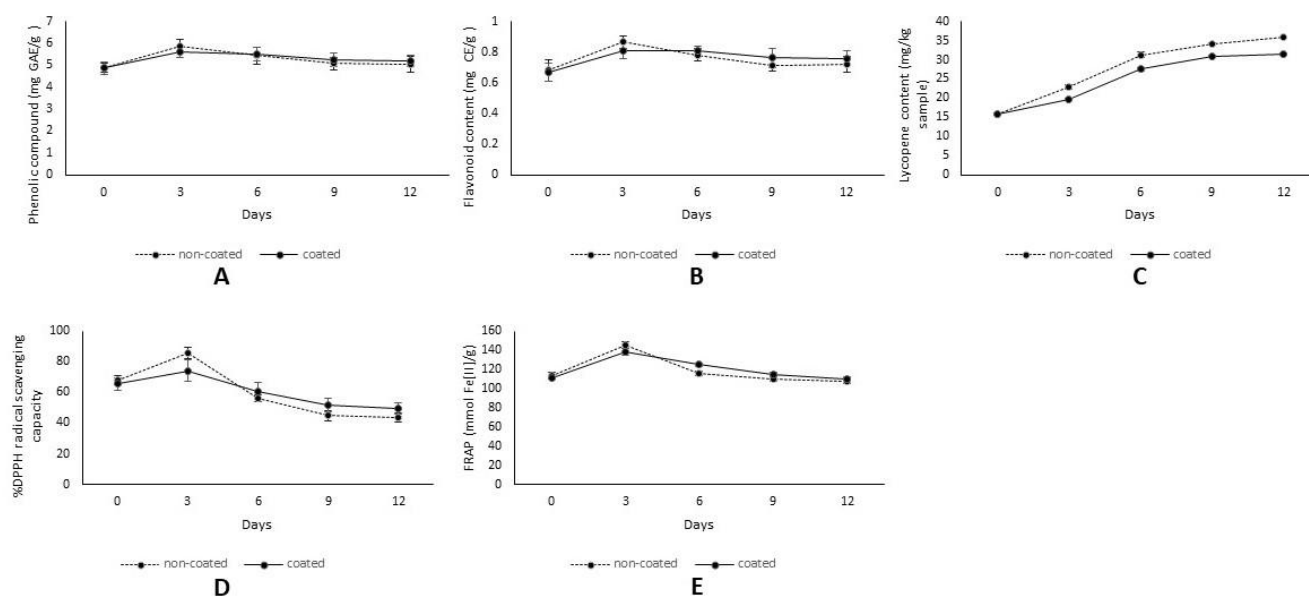 Phenolic compound (mg GAE/g )
7
6
5
4
3
2
1
0
0 3 6 9 12
Days
non-coated coated
A
Flavonoid content (mg CE/g )
1
0.8
0.6
0.4
0.2
0
0 3 6 9 12
Days
non-coated coated
B
Lycopene content (mg/kg
sample)
40
35
30
25
20
15
10
5
0
0 3 6 9 12
Days
non-coated coated
C
%DPPH radical scavenging
capacity
100
80
60
40
20
0
0 3 6 9 12
Days
non-coated coated
D
FRAP (mmol Fe[II]/g)
160
140
120
100
80
60
40
20
0
0 3 6 9 12
Days
non-coated coated
E